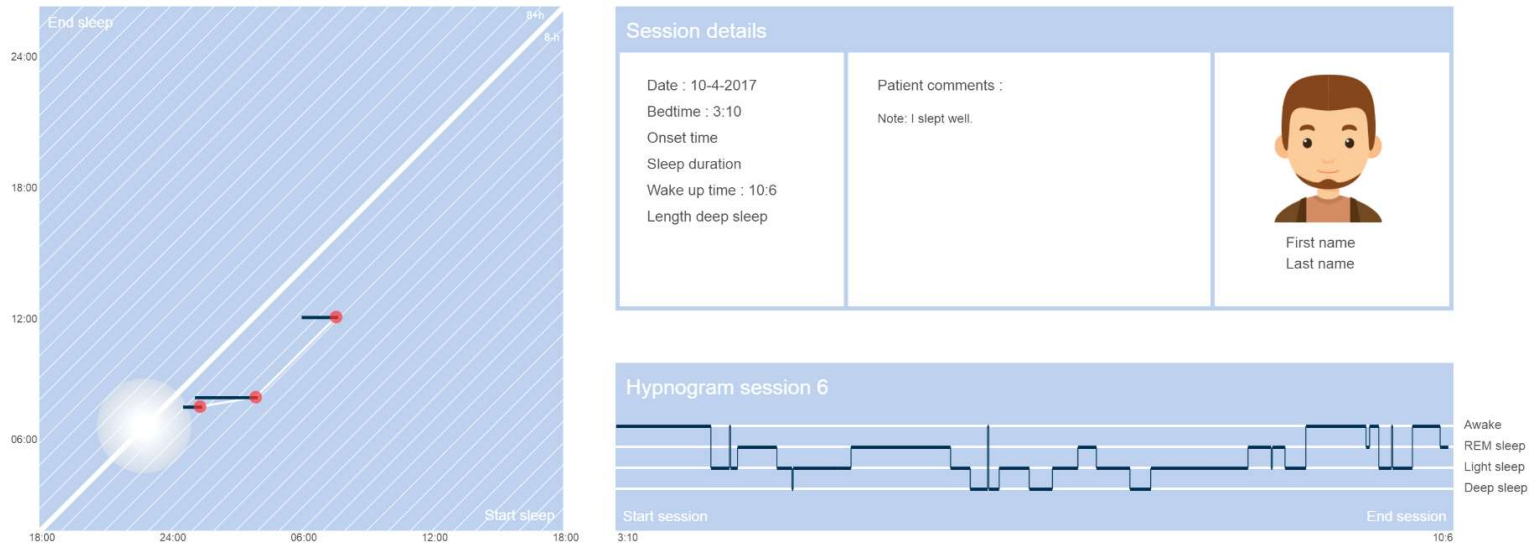 End sleep
8+h
8-h
24:00
18:00
12:00
06:00
Start sleep
18:00
24:00
06:00
12:00
18:00
Session details
Date : 10-4-2017
Bedtime : 3:10
Onset time
Sleep duration
Wake up time : 10:6
Length deep sleep
Patient comments :
Note: I slept well.
First name
Last name
Hypnogram session 6
Awake
REM sleep
Light sleep
Deep sleep
Start session
End session
3:10
10:6